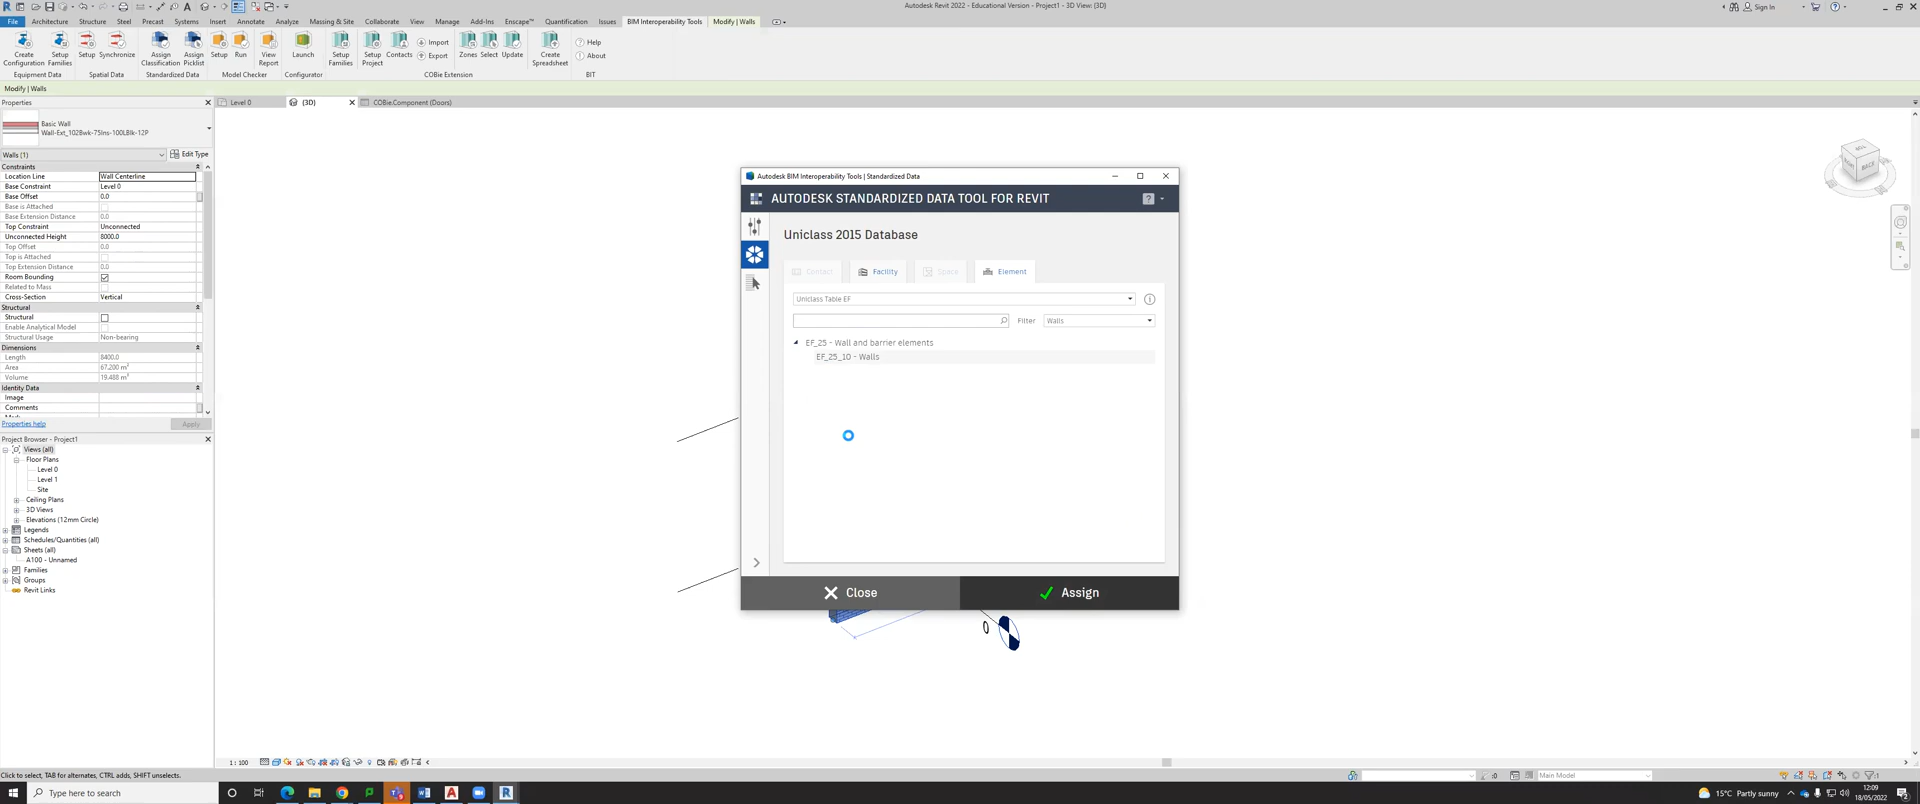 Autodesk Revit 2022 - Educational Version - Project1 - 3D View: {3D}
Sign In
File Architecture Structure Steel Precast Systems Insert Annotate Analyze Massing & Site Collaborate View Manage Add-Ins Enscape™ Quantification Issues BIM Interoperability Tools Modify | Walls
Create Configuration
Setup Families
Setup
Synchronize
Assign Classification
Assign Picklist
Setup
Run
View Report
Launch
Setup Families
Setup Project
Contacts
Import
Export
Zones
Select
Update
Create Spreadsheet
Help
About
Equipment Data
Spatial Data
Standardized Data
Model Checker
Configurator
COBie Extension
BIT
Modify | Walls
Properties
Level 0
{3D}
COBie.Component (Doors)
Basic Wall
Wall-Ext_102Bwk-75Ins-100LBlk-12P
Walls (1)
Edit Type
Constraints
Location Line Wall Centerline
Base Constraint Level 0
Base Offset 0.0
Base is Attached
Base Extension Distance 0.0
Top Constraint Unconnected
Unconnected Height 8000.0
Top Offset 0.0
Top is Attached
Top Extension Distance 0.0
Room Bounding
Related to Mass
Cross-Section Vertical
Structural
Structural
Enable Analytical Model
Structural Usage Non-bearing
Dimensions
Length 8400.0
Area 67.200 m²
Volume 19.488 m³
Identity Data
Image
Comments
Properties help
Apply
Project Browser - Project1
Views (all)
Floor Plans
Level 0
Level 1
Site
Ceiling Plans
3D Views
Elevations (12mm Circle)
Legends
Schedules/Quantities (all)
Sheets (all)
A100 - Unnamed
Families
Groups
Revit Links
Autodesk BIM Interoperability Tools | Standardized Data
AUTODESK STANDARDIZED DATA TOOL FOR REVIT
?
Uniclass 2015 Database
Contact
Facility
Space
Element
Uniclass Table EF
Filter Walls
EF_25 - Wall and barrier elements
EF_25_10 - Walls
Close
Assign
0
BACK
1 : 100
Click to select, TAB for alternates, CTRL adds, SHIFT unselects.
:0
Main Model
:1
Type here to search
15°C Partly sunny
12:09
18/05/2022